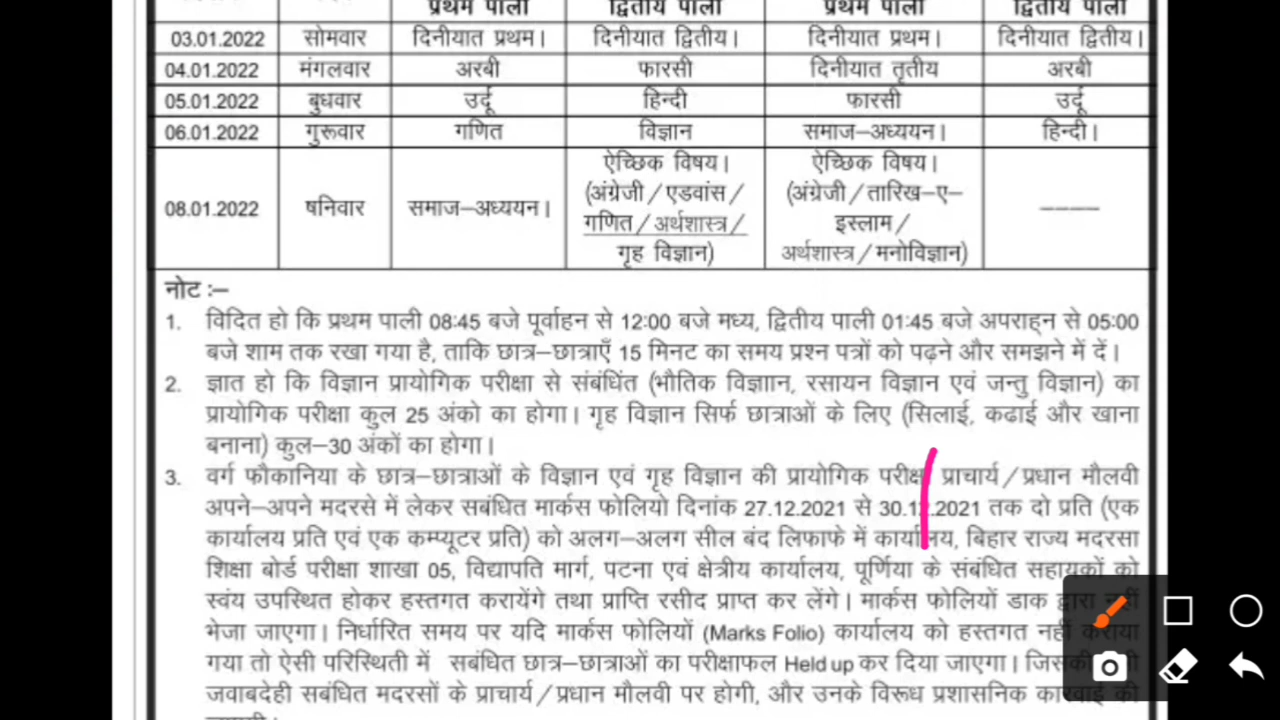 प्रथम पाली द्वितीय पाली प्रथम पाली द्वितीय पाली
03.01.2022 सोमवार दिनीयात प्रथम। दिनीयात द्वितीय। दिनीयात प्रथम। दिनीयात द्वितीय।
04.01.2022 मंगलवार अरबी फारसी दिनीयात तृतीय अरबी
05.01.2022 बुधवार उर्दू हिन्दी फारसी उर्दू
06.01.2022 गुरूवार गणित विज्ञान समाज–अध्ययन। हिन्दी।
08.01.2022 षनिवार समाज–अध्ययन। ऐच्छिक विषय। (अंग्रेजी/एडवांस/ गणित/अर्थशास्त्र/ गृह विज्ञान) ऐच्छिक विषय। (अंग्रेजी/तारिख–ए– इस्लाम/ अर्थशास्त्र/मनोविज्ञान) ————
नोट :–
1. विदित हो कि प्रथम पाली 08:45 बजे पूर्वाहन से 12:00 बजे मध्य, द्वितीय पाली 01:45 बजे अपराह्न से 05:00
बजे शाम तक रखा गया है, ताकि छात्र–छात्राएँ 15 मिनट का समय प्रश्न पत्रों को पढ़ने और समझने में दें।
2. ज्ञात हो कि विज्ञान प्रायोगिक परीक्षा से संबंधिंत (भौतिक विज्ञाान, रसायन विज्ञान एवं जन्तु विज्ञान) का
प्रायोगिक परीक्षा कुल 25 अंको का होगा। गृह विज्ञान सिर्फ छात्राओं के लिए (सिलाई, कढाई और खाना
बनाना) कुल–30 अंकों का होगा।
3. वर्ग फौकानिया के छात्र–छात्राओं के विज्ञान एवं गृह विज्ञान की प्रायोगिक परीक्षा प्राचार्य/प्रधान मौलवी
अपने–अपने मदरसे में लेकर सबंधित मार्कस फोलियो दिनांक 27.12.2021 से 30.12.2021 तक दो प्रति (एक
कार्यालय प्रति एवं एक कम्प्यूटर प्रति) को अलग–अलग सील बंद लिफाफे में कार्यालय, बिहार राज्य मदरसा
शिक्षा बोर्ड परीक्षा शाखा 05, विद्यापति मार्ग, पटना एवं क्षेत्रीय कार्यालय, पूर्णिया के संबंधित सहायकों को
स्वंय उपस्थित होकर हस्तगत करायेंगे तथा प्राप्ति रसीद प्राप्त कर लेंगे। मार्कस फोलियों डाक द्वारा नहीं
भेजा जाएगा। निर्धारित समय पर यदि मार्कस फोलियों (Marks Folio) कार्यालय को हस्तगत नहीं कराया
गया तो ऐसी परिस्थिती में सबंधित छात्र–छात्राओं का परीक्षाफल Held up कर दिया जाएगा। जिसकी
जवाबदेही सबंधित मदरसों के प्राचार्य/प्रधान मौलवी पर होगी, और उनके विरूध प्रशासनिक कारवाई की